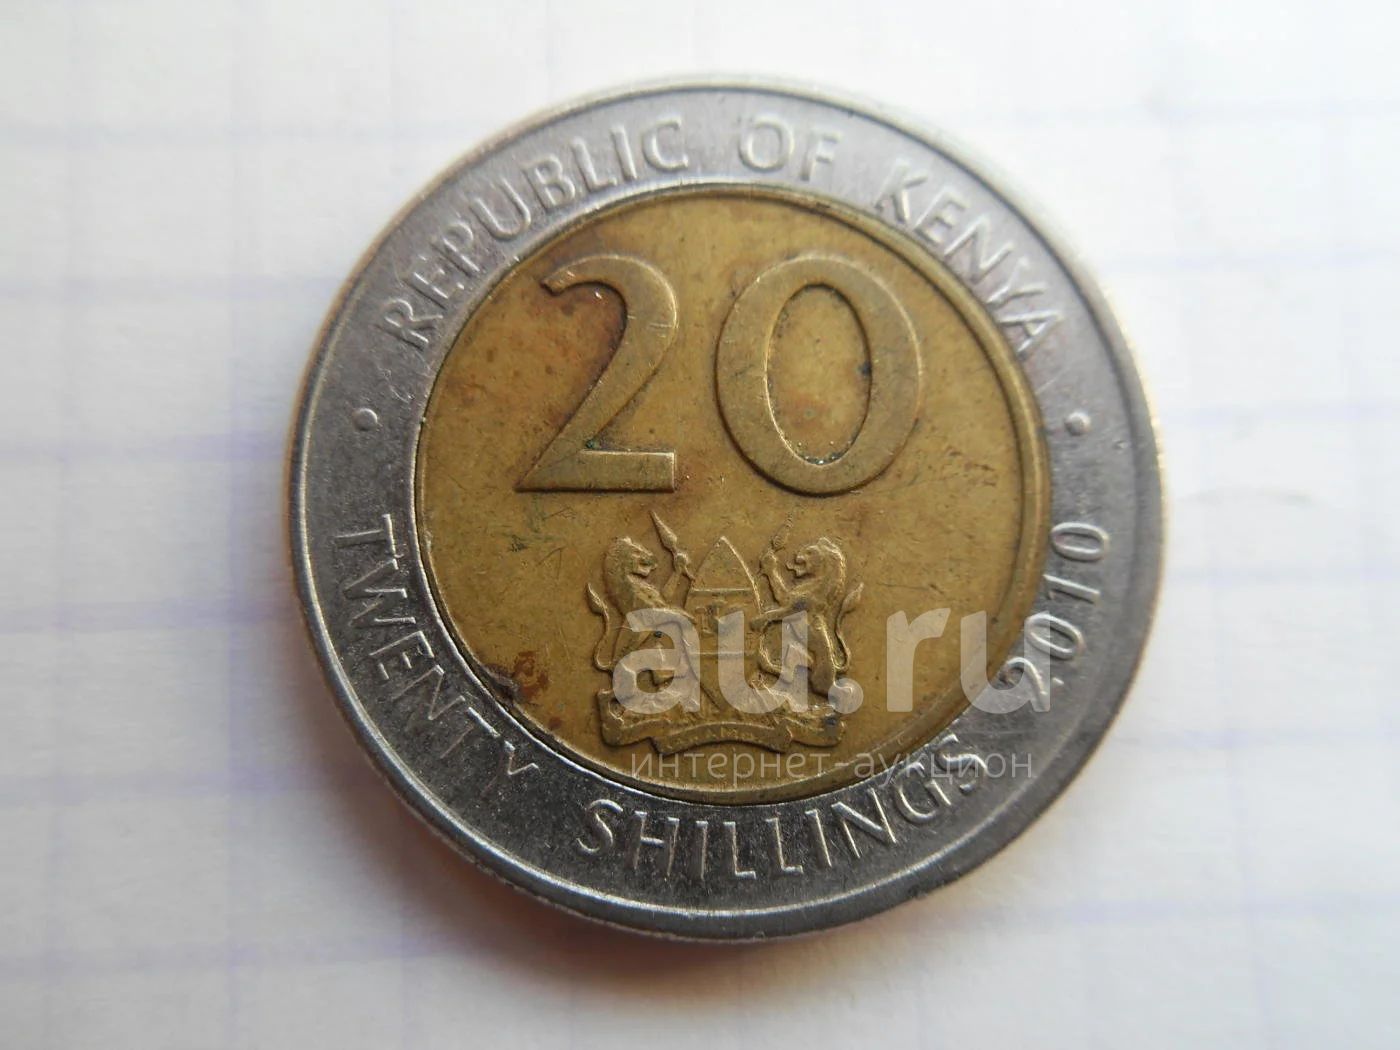 REPUBLIC OF KENYA
20
TWENTY SHILLINGS 2010
au.ru
интернет-аукцион